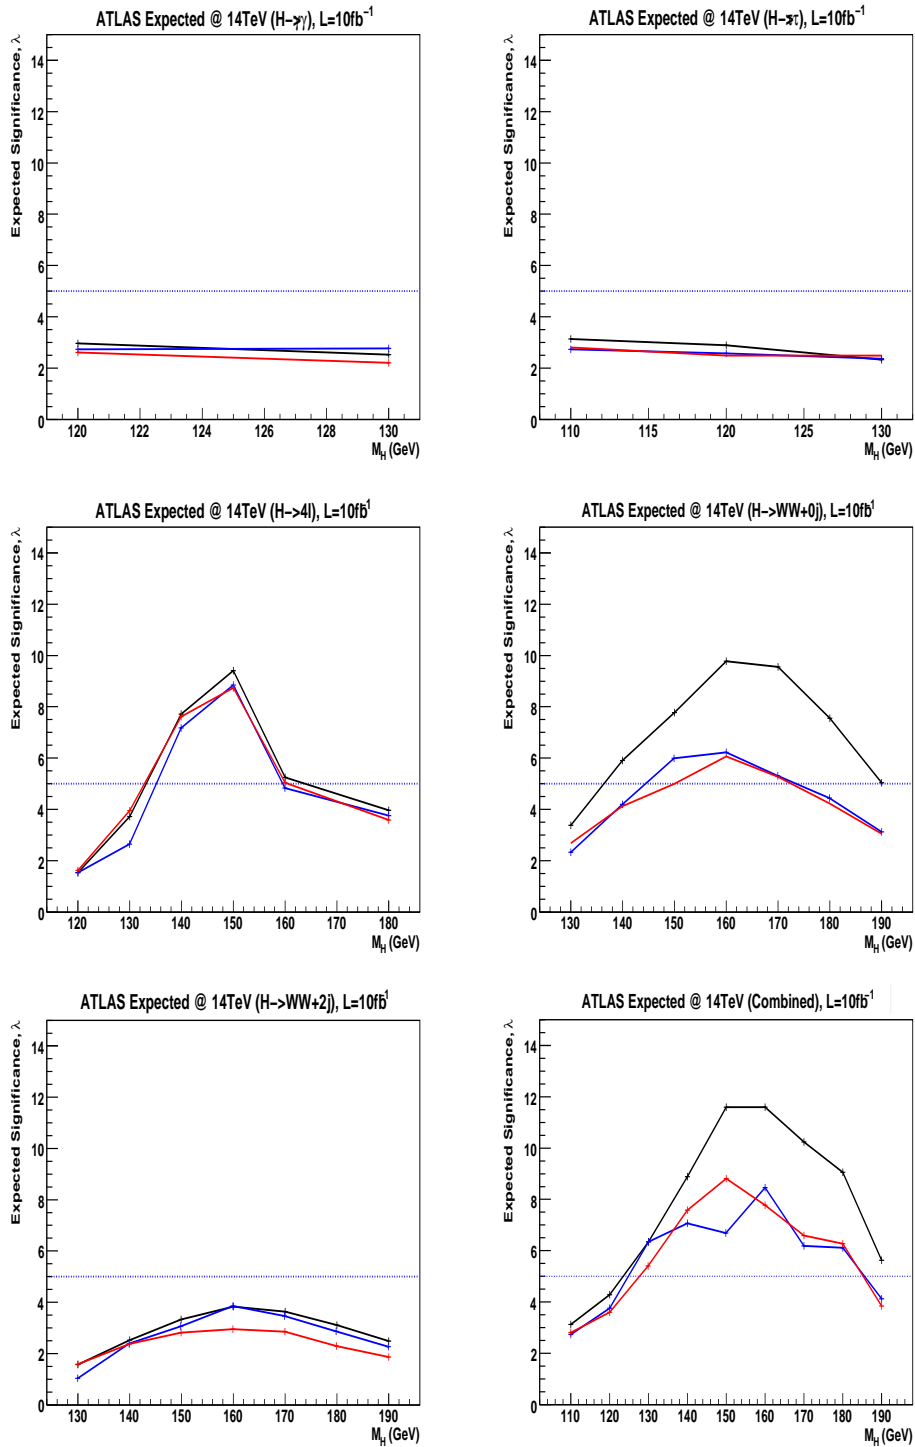 ATLAS Expected @ 14TeV (H->γγ), L=10fb⁻¹
Expected Significance, λ
14
12
10
8
6
4
2
0
120 122 124 126 128 130
M_H (GeV)
ATLAS Expected @ 14TeV (H->ττ), L=10fb⁻¹
Expected Significance, λ
14
12
10
8
6
4
2
0
110 115 120 125 130
M_H (GeV)
ATLAS Expected @ 14TeV (H->4l), L=10fb⁻¹
Expected Significance, λ
14
12
10
8
6
4
2
0
120 130 140 150 160 170 180
M_H (GeV)
ATLAS Expected @ 14TeV (H->WW+0j), L=10fb⁻¹
Expected Significance, λ
14
12
10
8
6
4
2
0
130 140 150 160 170 180 190
M_H (GeV)
ATLAS Expected @ 14TeV (H->WW+2j), L=10fb⁻¹
Expected Significance, λ
14
12
10
8
6
4
2
0
130 140 150 160 170 180 190
M_H (GeV)
ATLAS Expected @ 14TeV (Combined), L=10fb⁻¹
Expected Significance, λ
14
12
10
8
6
4
2
0
110 120 130 140 150 160 170 180 190
M_H (GeV)